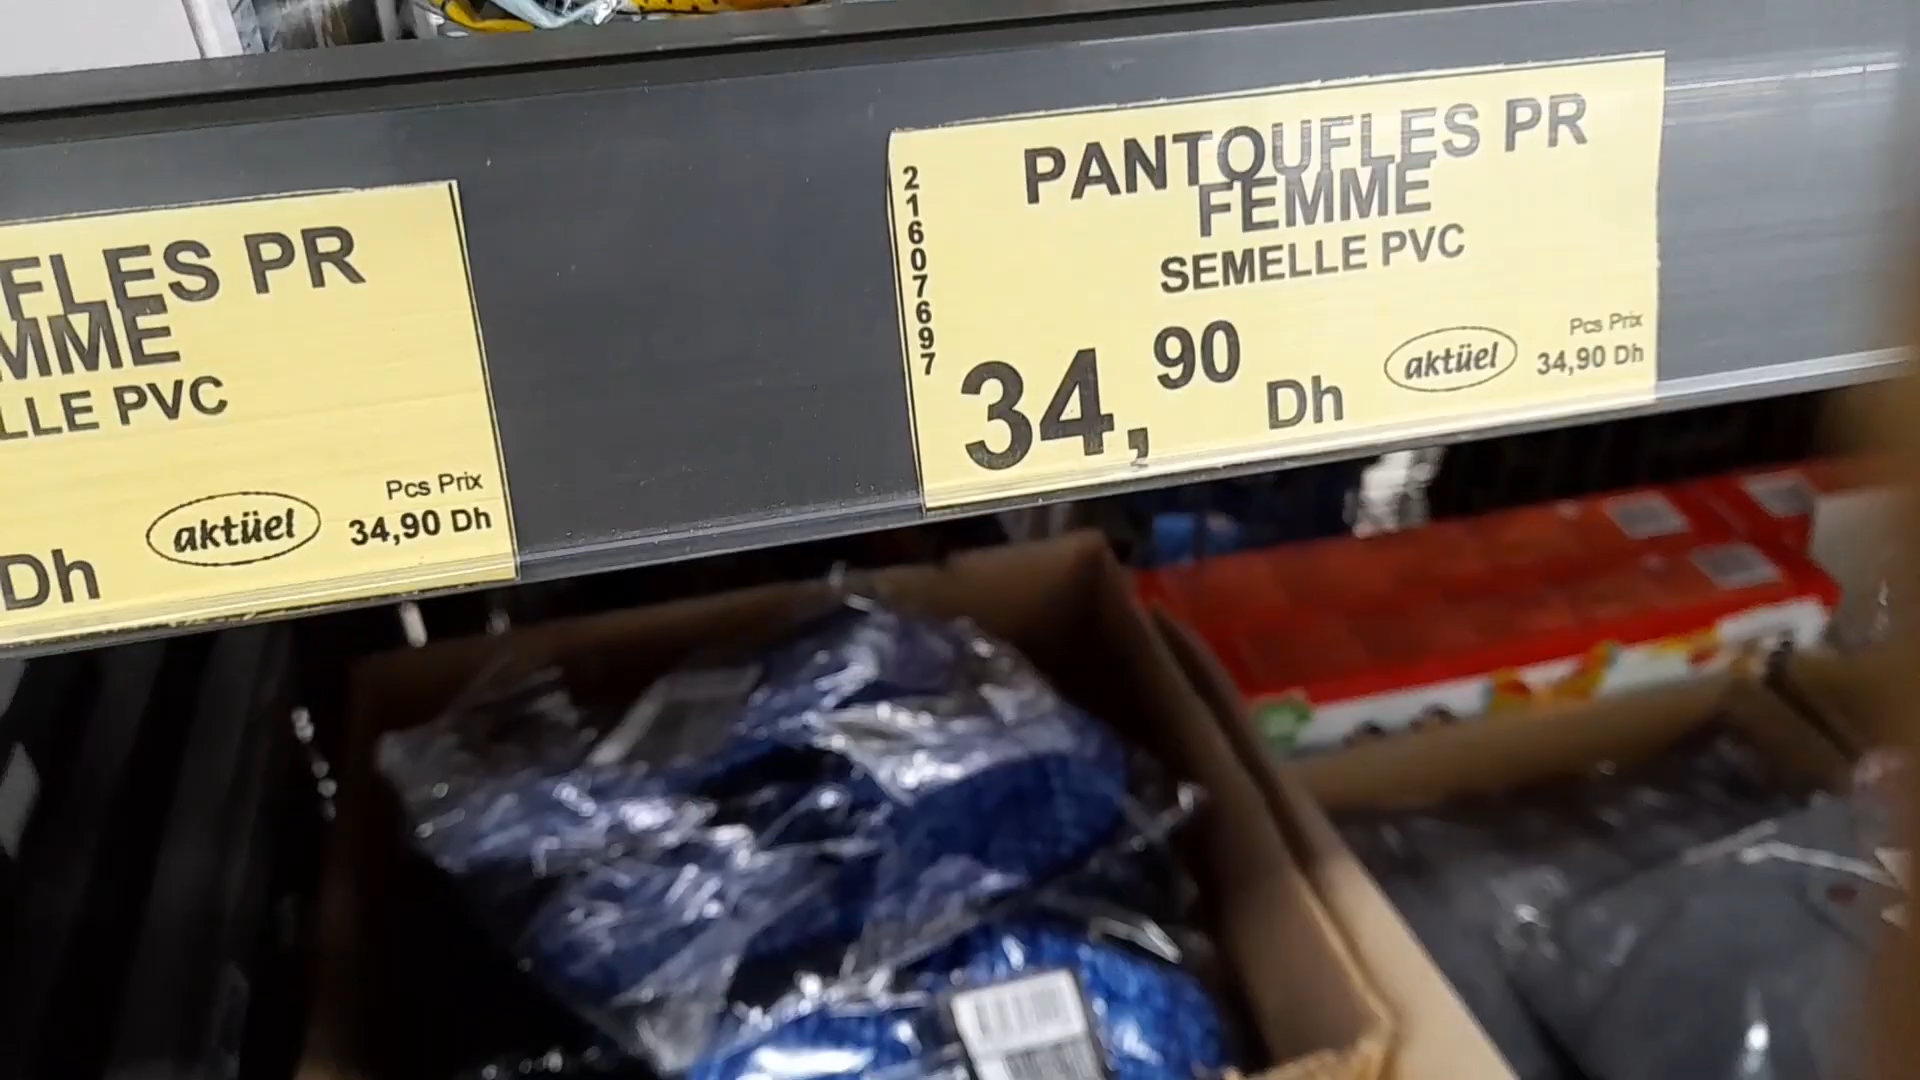 FLES PR
MME
LLE PVC
Dh
aktüel
Pcs Prix
34,90 Dh
21607697
PANTOUFLES PR
FEMME
SEMELLE PVC
34,90 Dh
aktüel
Pcs Prix
34,90 Dh